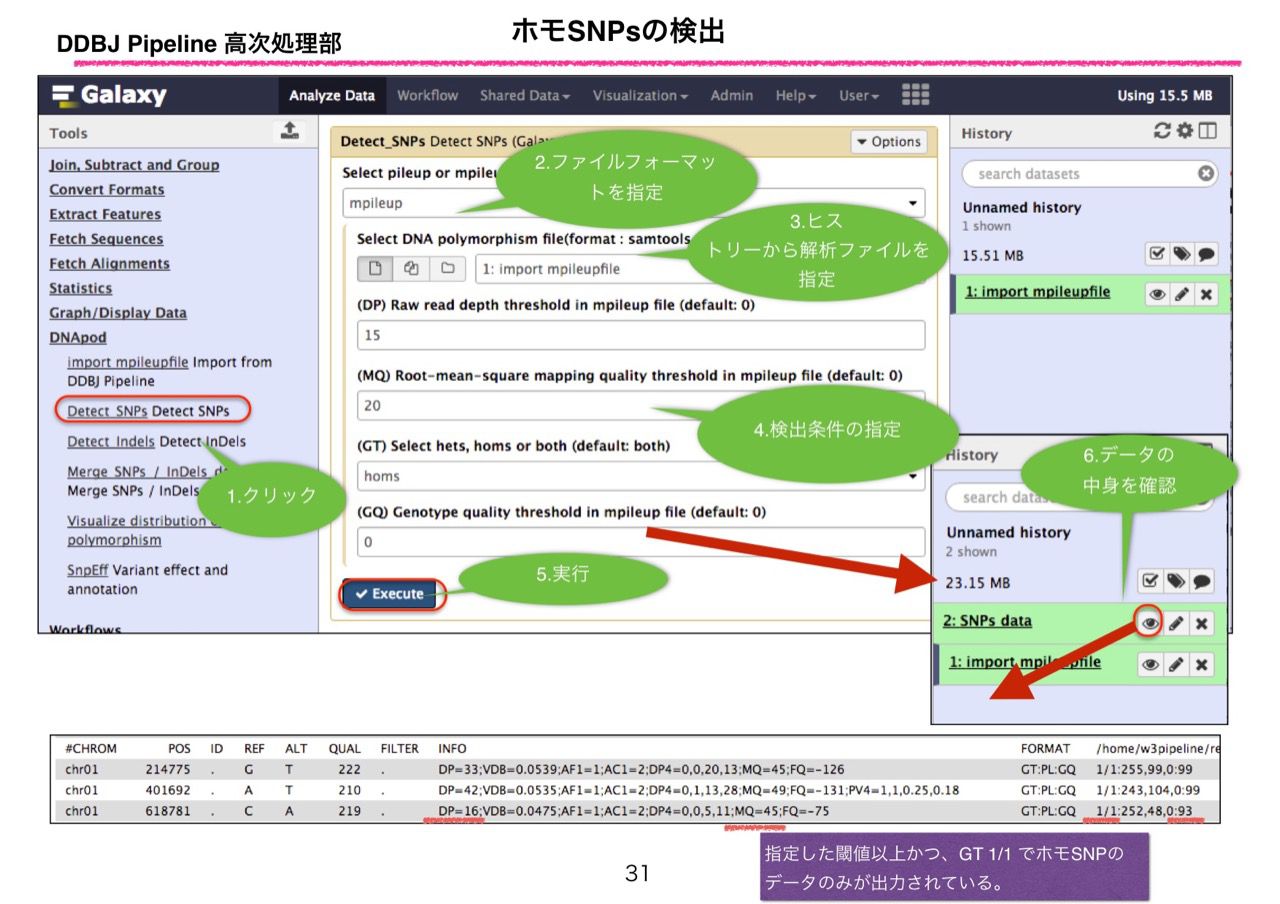 DDBJ Pipeline 高次処理部
ホモSNPsの検出
Galaxy
Analyze Data
Workflow
Shared Data
Visualization
Admin
Help
User
Using 15.5 MB
Tools
Join, Subtract and Group
Convert Formats
Extract Features
Fetch Sequences
Fetch Alignments
Statistics
Graph/Display Data
DNApod
import mpileupfile Import from
DDBJ Pipeline
Detect_SNPs Detect SNPs
Detect_Indels Detect InDels
Merge_SNPs / InDels_d
Merge SNPs / InDels
Visualize distribution
polymorphism
SnpEff Variant effect and
annotation
Workflows
1.クリック
Detect_SNPs Detect SNPs (Gala
Options
Select pileup or mpileu
mpileup
2.ファイルフォーマッ
トを指定
Select DNA polymorphism file(format : samtools
1: import mpileupfile
3.ヒス
トリーから解析ファイルを
指定
(DP) Raw read depth threshold in mpileup file (default: 0)
15
(MQ) Root-mean-square mapping quality threshold in mpileup file (default: 0)
20
4.検出条件の指定
(GT) Select hets, homs or both (default: both)
homs
(GQ) Genotype quality threshold in mpileup file (default: 0)
0
Execute
5.実行
History
search datasets
Unnamed history
1 shown
15.51 MB
1: import mpileupfile
History
6.データの
中身を確認
search datas
Unnamed history
2 shown
23.15 MB
2: SNPs data
1: import mpileupfile
#CHROM POS ID REF ALT QUAL FILTER INFO FORMAT /home/w3pipeline/re
chr01 214775 . G T 222 . DP=33;VDB=0.0539;AF1=1;AC1=2;DP4=0,0,20,13;MQ=45;FQ=-126 GT:PL:GQ 1/1:255,99,0:99
chr01 401692 . A T 210 . DP=42;VDB=0.0535;AF1=1;AC1=2;DP4=0,1,13,28;MQ=49;FQ=-131;PV4=1,1,0.25,0.18 GT:PL:GQ 1/1:243,104,0:99
chr01 618781 . C A 219 . DP=16;VDB=0.0475;AF1=1;AC1=2;DP4=0,0,5,11;MQ=45;FQ=-75 GT:PL:GQ 1/1:252,48,0:93
指定した閾値以上かつ、GT 1/1 でホモSNPの
データのみが出力されている。
31